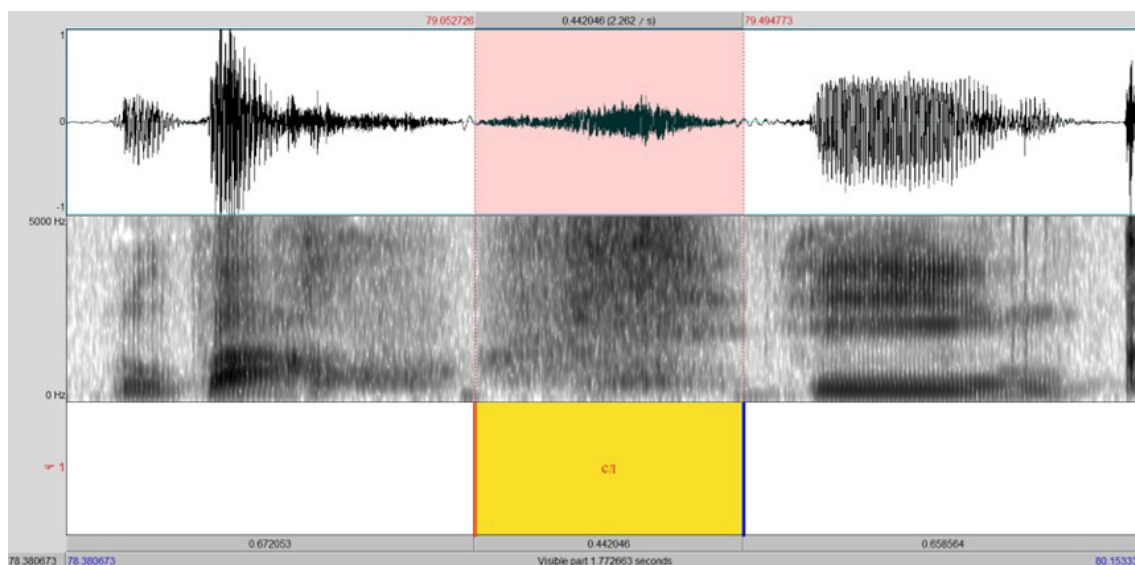 79.052726 0.442046 (2.262 / s) 79.494773
1
0
-1
5000 Hz
0 Hz
1
сл
0.672053 0.442046 0.658564
78.380673 78.380673 Visible part 1.772663 seconds